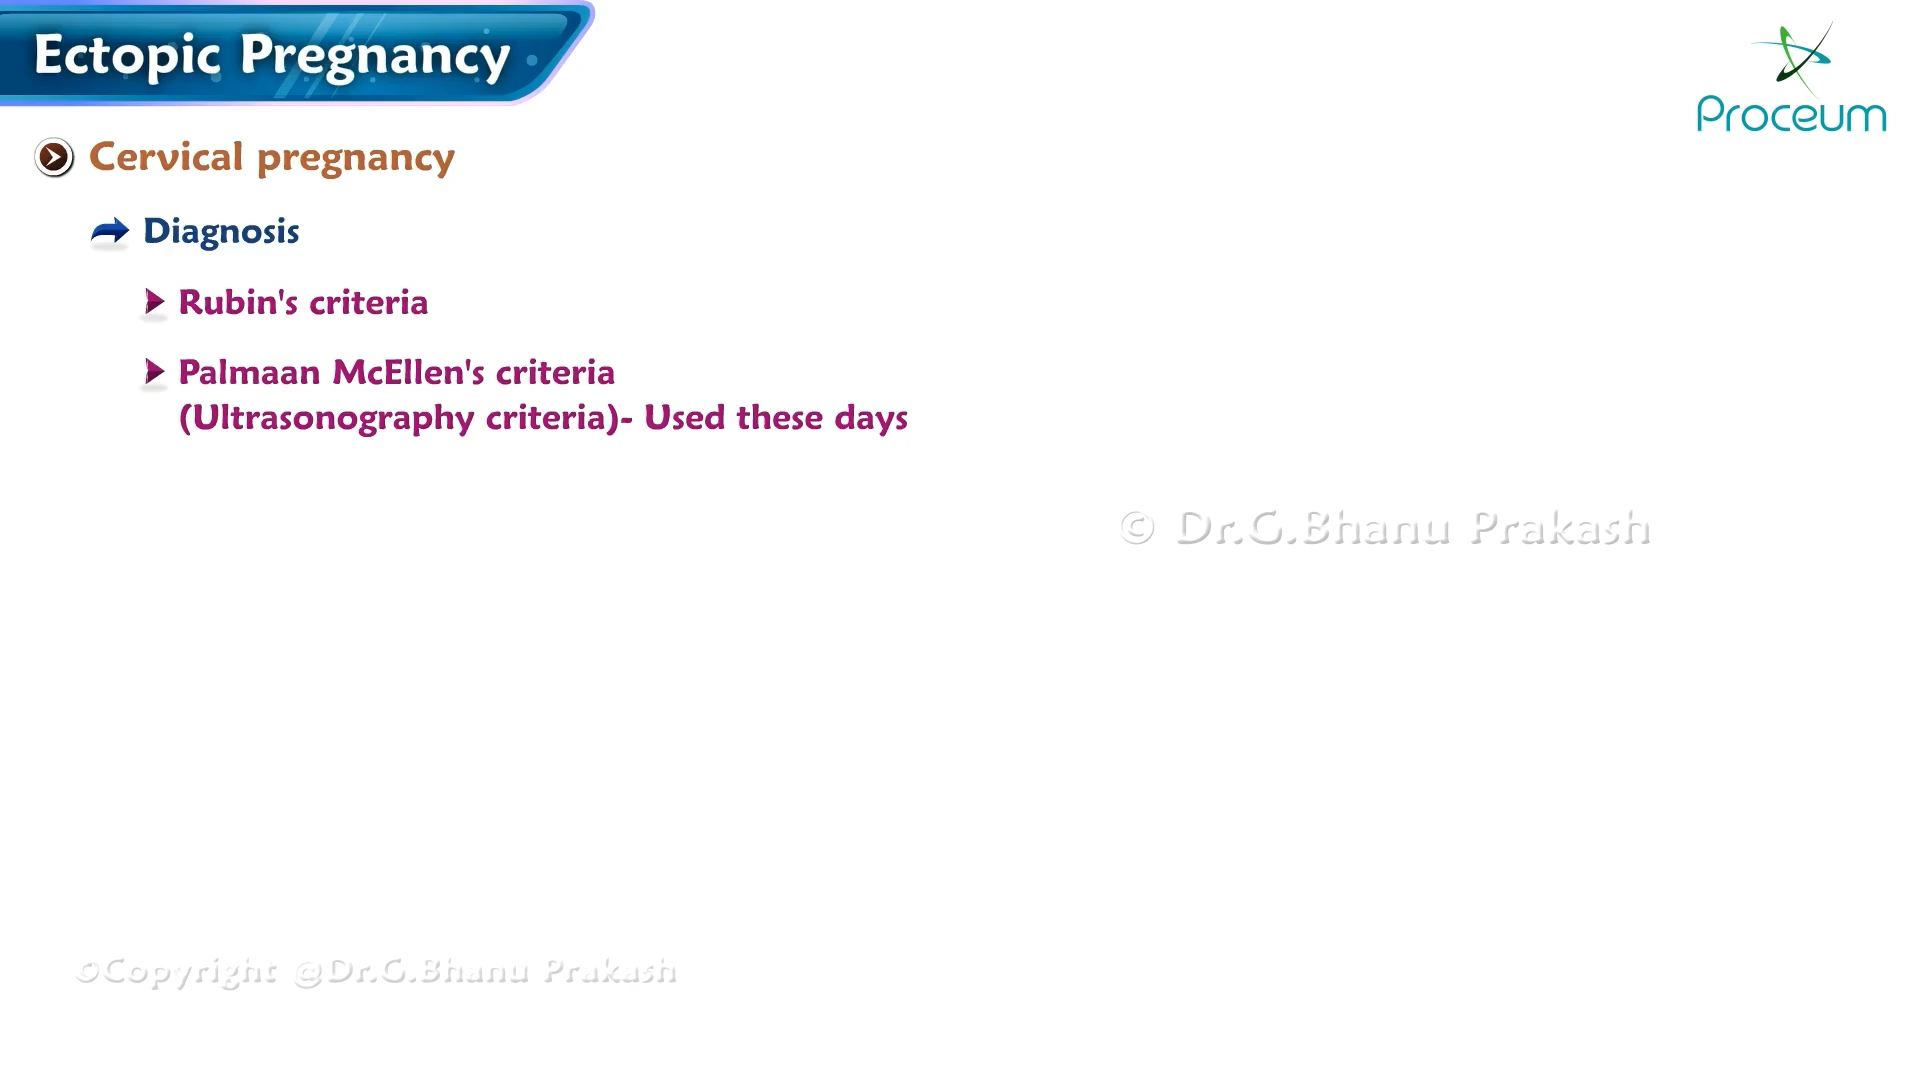 Ectopic Pregnancy
Proceum
Cervical pregnancy
Diagnosis
Rubin's criteria
Palmaan McEllen's criteria
(Ultrasonography criteria)- Used these days
© Dr.G.Bhanu Prakash
©Copyright @Dr.G.Bhanu Prakash